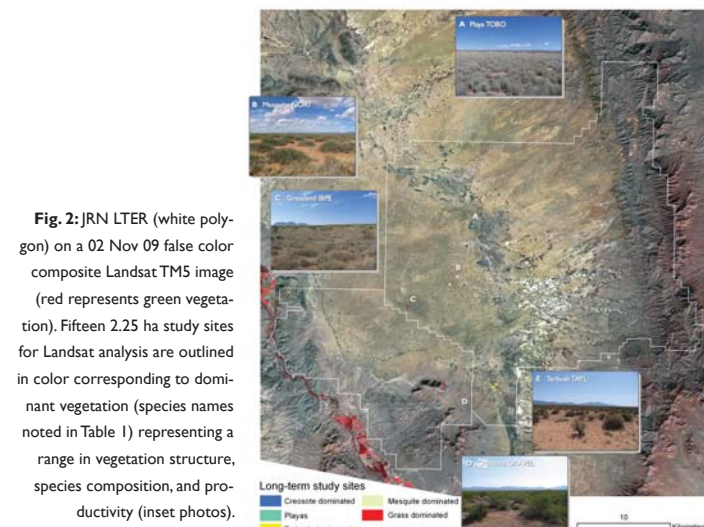 Fig. 2: JRN LTER (white poly-
gon) on a 02 Nov 09 false color
composite Landsat TM5 image
(red represents green vegeta-
tion). Fifteen 2.25 ha study sites
for Landsat analysis are outlined
in color corresponding to domi-
nant vegetation (species names
noted in Table 1) representing a
range in vegetation structure,
species composition, and pro-
ductivity (inset photos).
A Playa TOBO
B Mesquite
C Grassland IBPE
A
B
C
D
E Tarbush TAYL
D GRAVEL
Long-term study sites
Creosote dominated
Mesquite dominated
Playas
Grass dominated
10